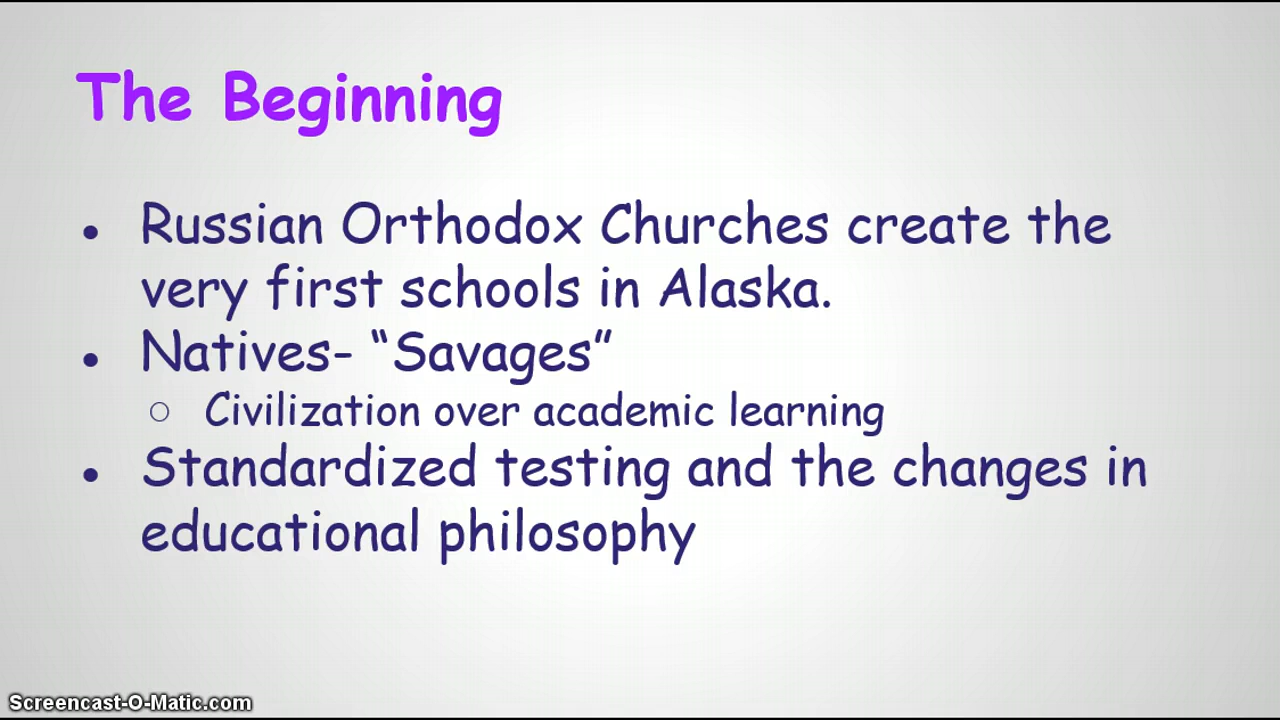 The Beginning
● Russian Orthodox Churches create the
very first schools in Alaska.
● Natives- “Savages”
○ Civilization over academic learning
● Standardized testing and the changes in
educational philosophy
Screencast-O-Matic.com